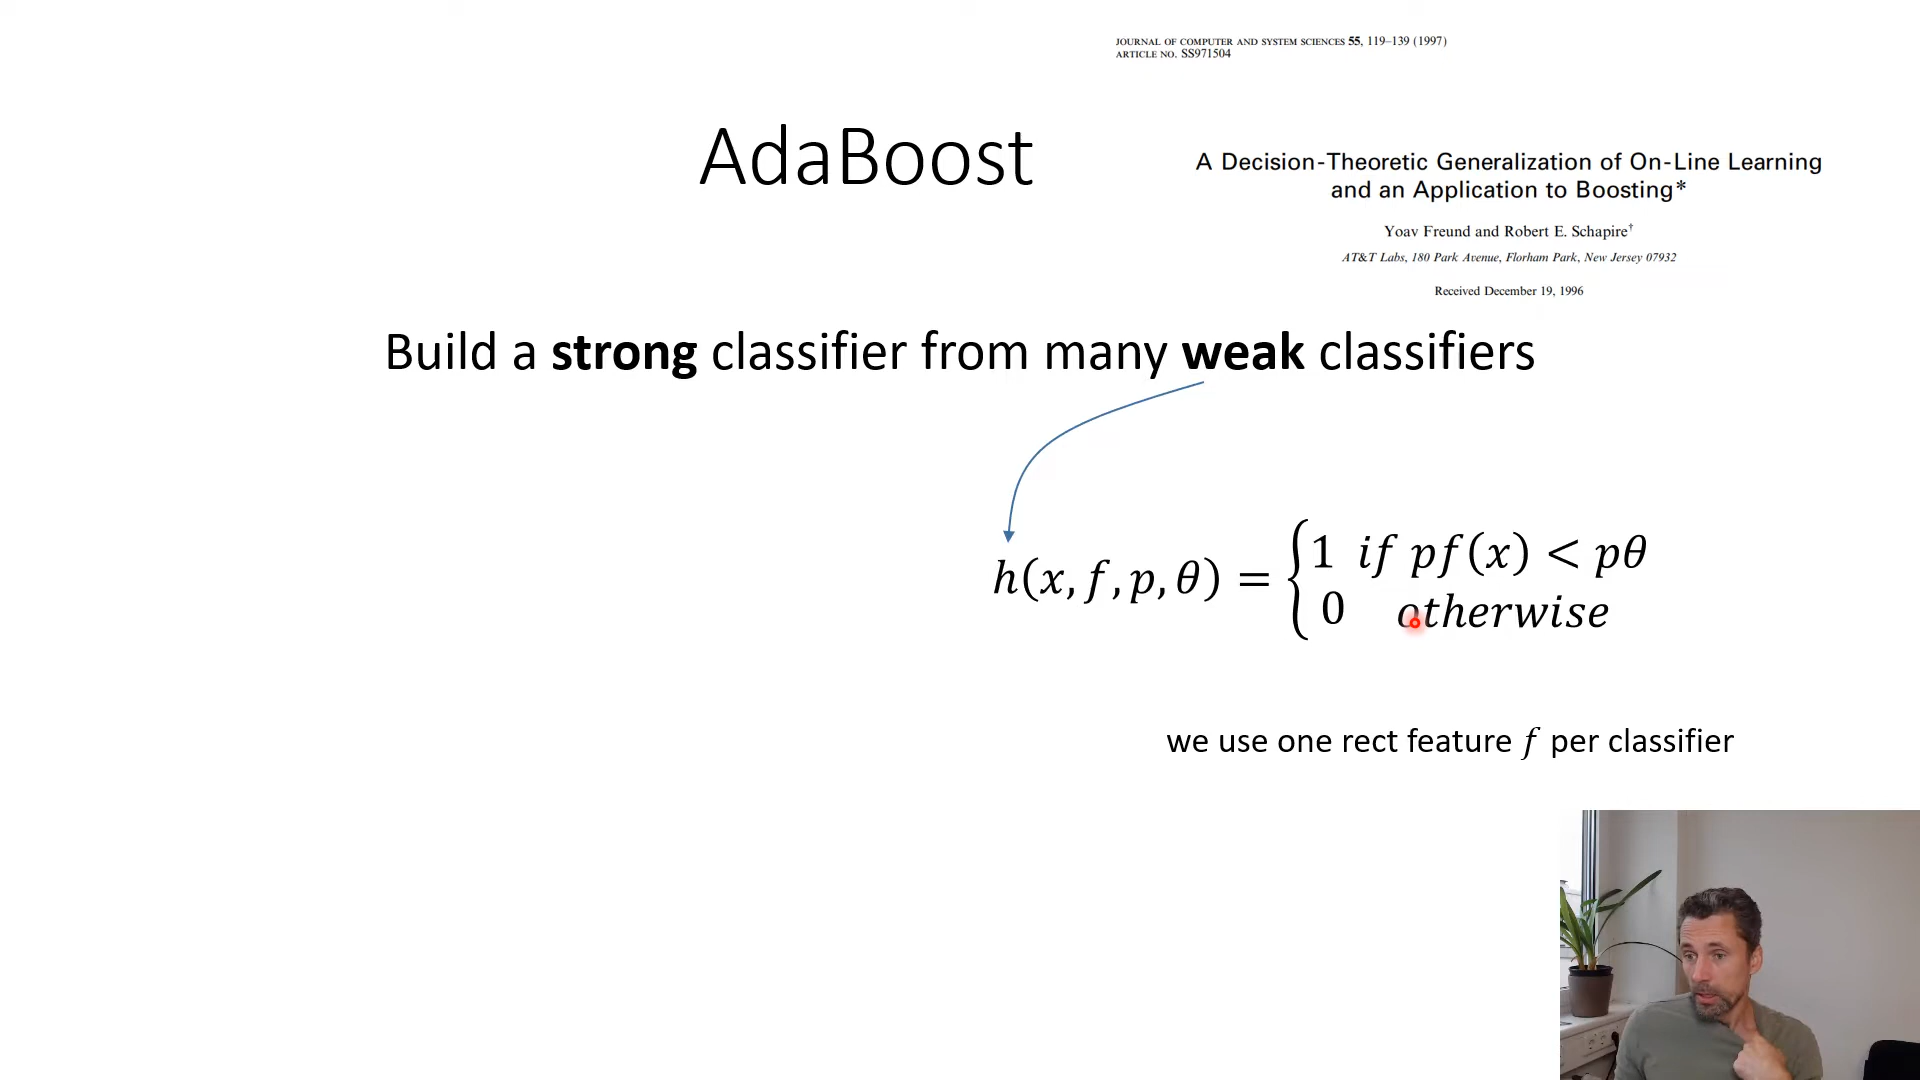 JOURNAL OF COMPUTER AND SYSTEM SCIENCES 55, 119–139 (1997)
ARTICLE NO. SS971504
AdaBoost
A Decision-Theoretic Generalization of On-Line Learning
and an Application to Boosting*
Yoav Freund and Robert E. Schapire†
AT&T Labs, 180 Park Avenue, Florham Park, New Jersey 07932
Received December 19, 1996
Build a strong classifier from many weak classifiers
h(x, f, p, θ) = {1 if pf(x) < pθ
0 otherwise
we use one rect feature f per classifier